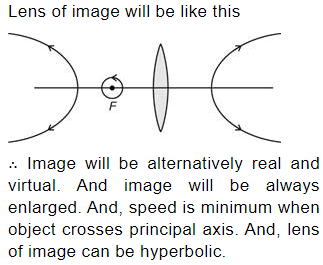 Lens of image will be like this
F
∴ Image will be alternatively real and
virtual. And image will be always
enlarged. And, speed is minimum when
object crosses principal axis. And, lens
of image can be hyperbolic.